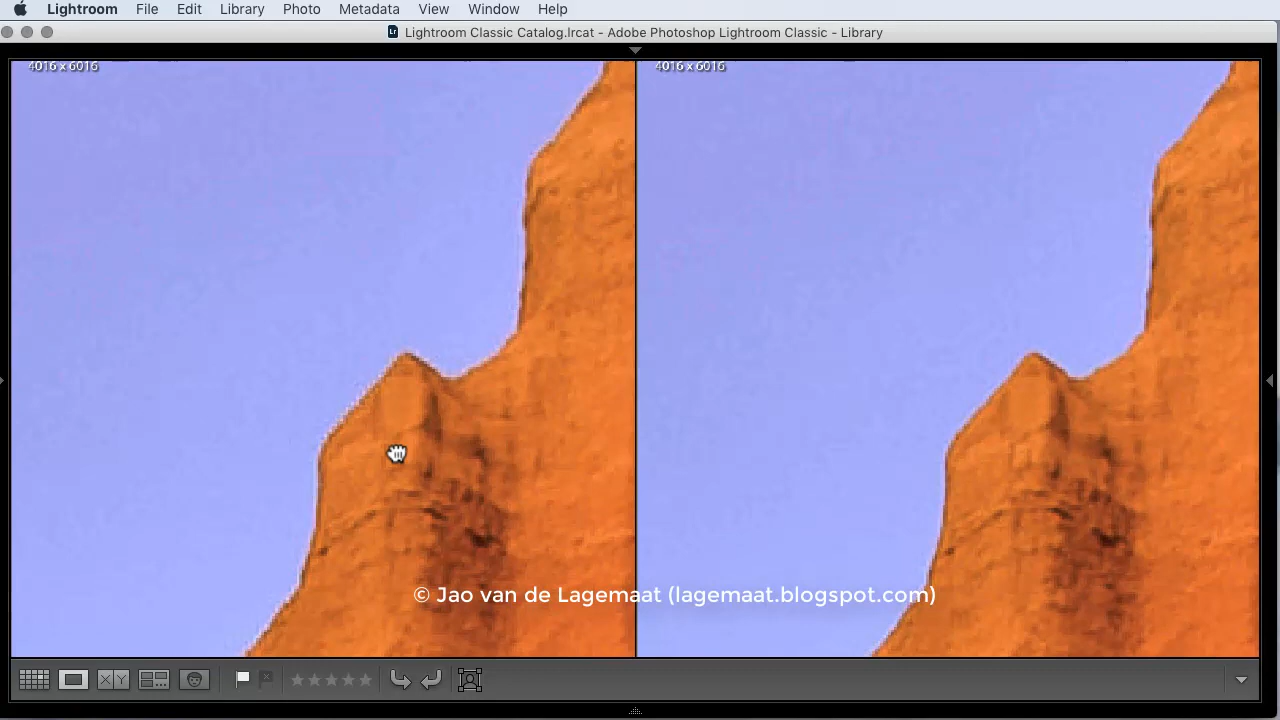 Lightroom File Edit Library Photo Metadata View Window Help
Lr Lightroom Classic Catalog.lrcat - Adobe Photoshop Lightroom Classic - Library
4016 x 6016 4016 x 6016
© Jao van de Lagemaat (lagemaat.blogspot.com)
X Y